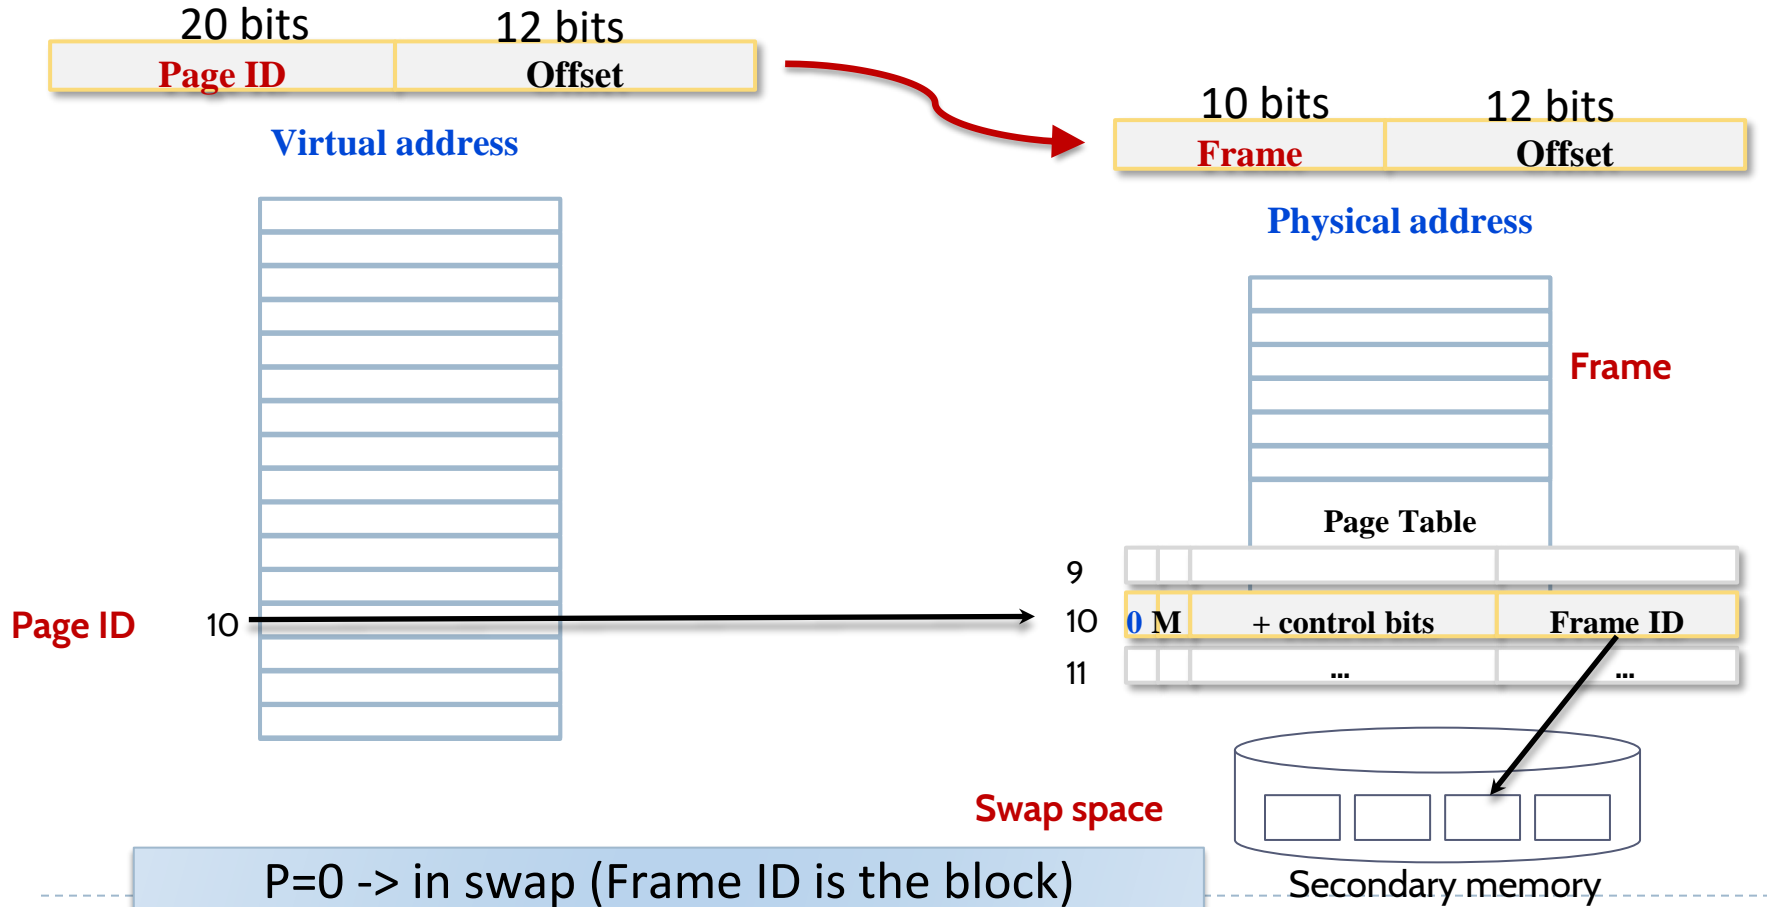 20 bits 12 bits
Page ID Offset
Virtual address
10 bits 12 bits
Frame Offset
Physical address
Frame
Page Table
9
Page ID 10 10 0 M + control bits Frame ID
11 ... ...
Swap space
P=0 -> in swap (Frame ID is the block)
Secondary memory